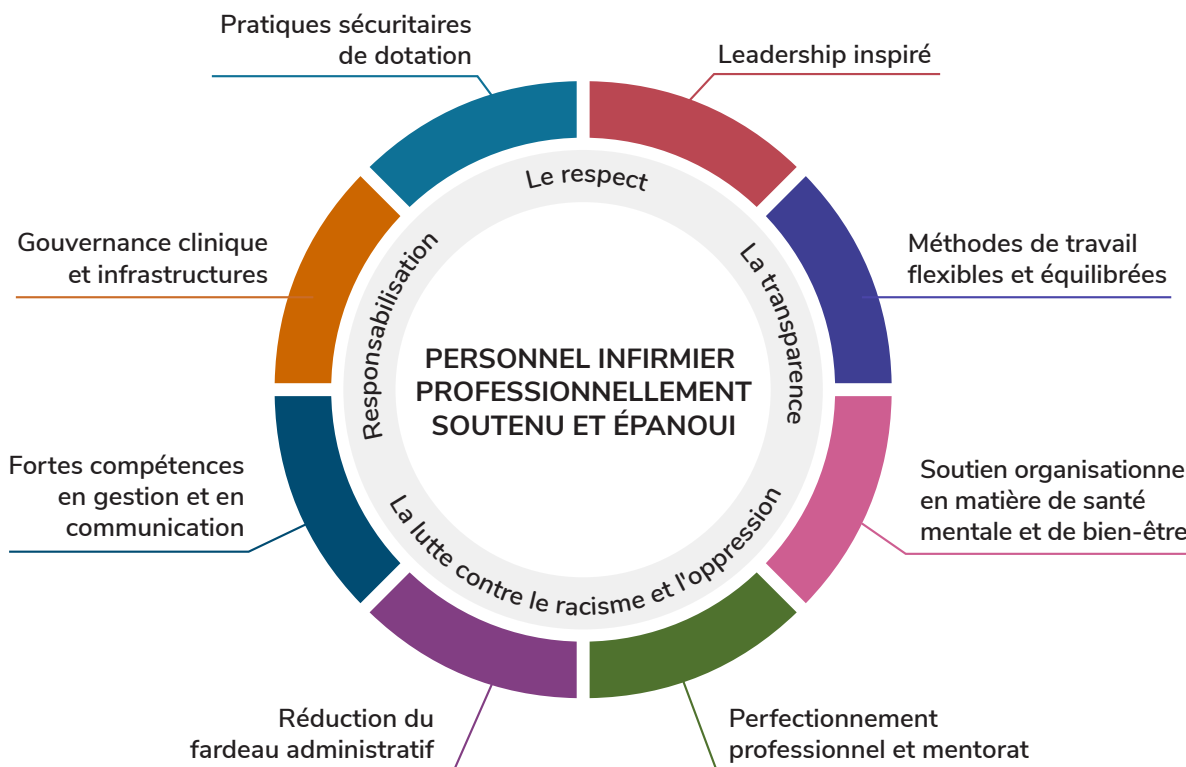 Pratiques sécuritaires
de dotation
Leadership inspiré
Méthodes de travail
flexibles et équilibrées
Soutien organisationne
en matière de santé
mentale et de bien-être
Perfectionnement
professionnel et mentorat
Réduction du
fardeau administratif
Fortes compétences
en gestion et en
communication
Gouvernance clinique
et infrastructures
Le respect
La transparence
La lutte contre le racisme et l'oppression
Responsabilisation
PERSONNEL INFIRMIER
PROFESSIONNELLEMENT
SOUTENU ET ÉPANOUI